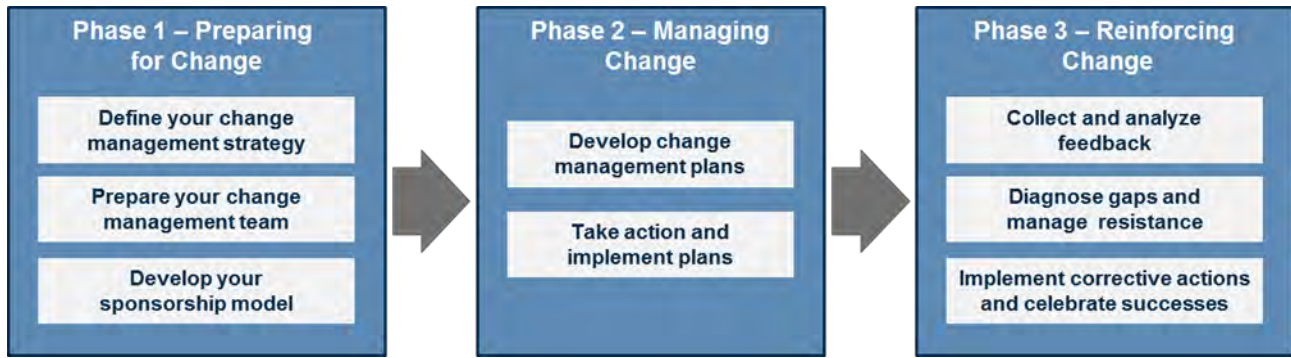 Phase 1 – Preparing
for Change
Define your change
management strategy
Prepare your change
management team
Develop your
sponsorship model
Phase 2 – Managing
Change
Develop change
management plans
Take action and
implement plans
Phase 3 – Reinforcing
Change
Collect and analyze
feedback
Diagnose gaps and
manage resistance
Implement corrective actions
and celebrate successes